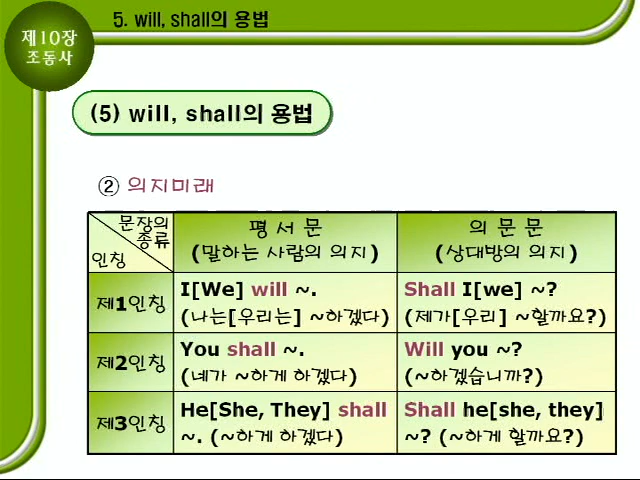 5. will, shall의 용법
제10장
조동사
(5) will, shall의 용법
② 의지미래
문장의
종류
인칭
평 서 문
(말하는 사람의 의지)
의 문 문
(상대방의 의지)
제1인칭
I[We] will ~.
(나는[우리는] ~하겠다)
Shall I[we] ~?
(제가[우리] ~할까요?)
제2인칭
You shall ~.
(네가 ~하게 하겠다)
Will you ~?
(~하겠습니까?)
제3인칭
He[She, They] shall
~. (~하게 하겠다)
Shall he[she, they]
~? (~하게 할까요?)